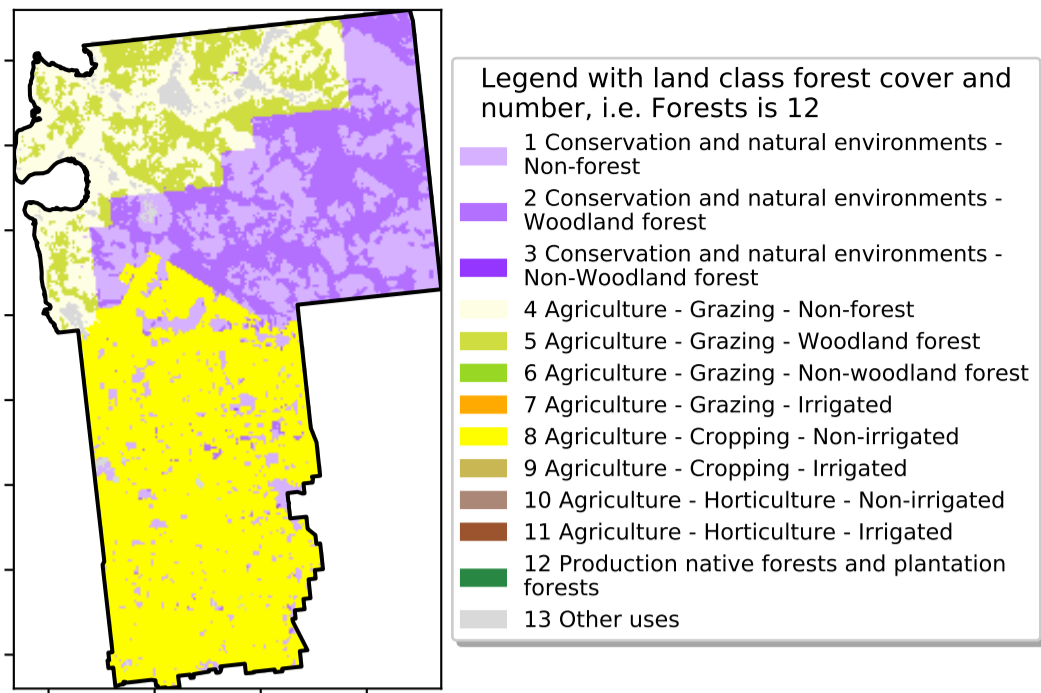 Legend with land class forest cover and
number, i.e. Forests is 12
1 Conservation and natural environments -
Non-forest
2 Conservation and natural environments -
Woodland forest
3 Conservation and natural environments -
Non-Woodland forest
4 Agriculture - Grazing - Non-forest
5 Agriculture - Grazing - Woodland forest
6 Agriculture - Grazing - Non-woodland forest
7 Agriculture - Grazing - Irrigated
8 Agriculture - Cropping - Non-irrigated
9 Agriculture - Cropping - Irrigated
10 Agriculture - Horticulture - Non-irrigated
11 Agriculture - Horticulture - Irrigated
12 Production native forests and plantation
forests
13 Other uses